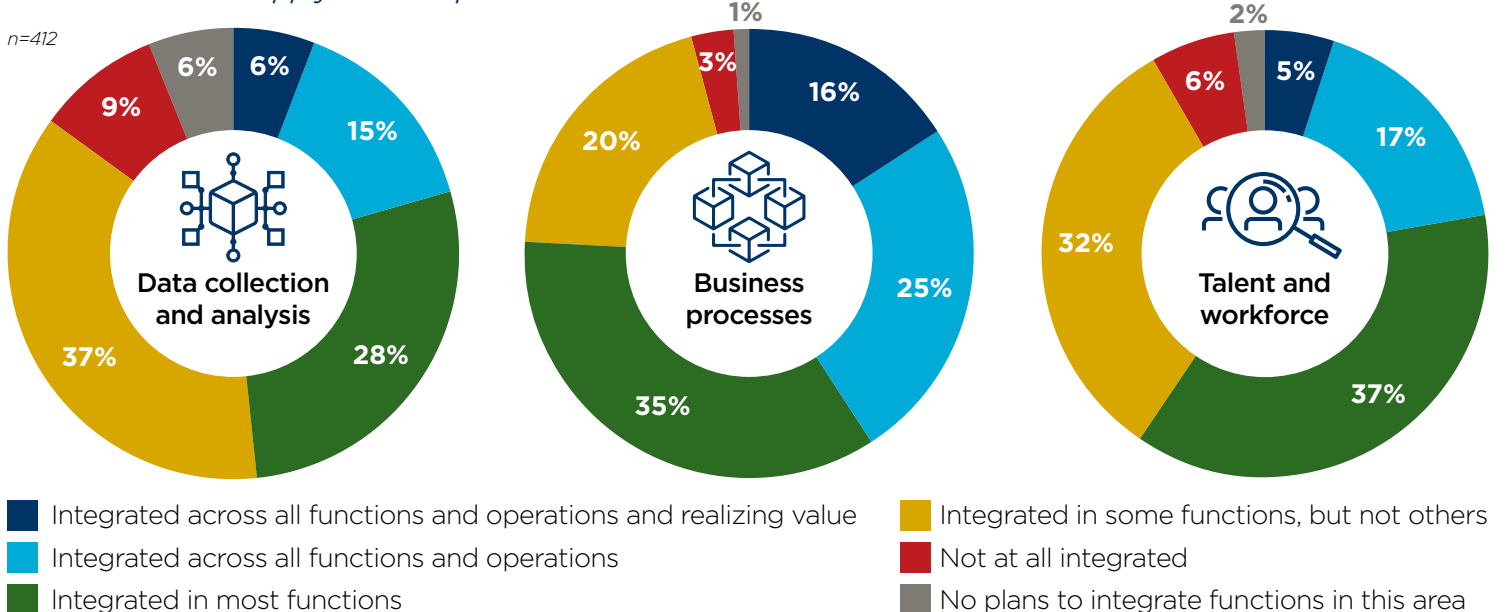 n=412
6%
6%
15%
28%
37%
9%
Data collection
and analysis
1%
16%
25%
35%
20%
3%
Business
processes
2%
5%
17%
37%
32%
6%
Talent and
workforce
Integrated across all functions and operations and realizing value
Integrated across all functions and operations
Integrated in most functions
Integrated in some functions, but not others
Not at all integrated
No plans to integrate functions in this area